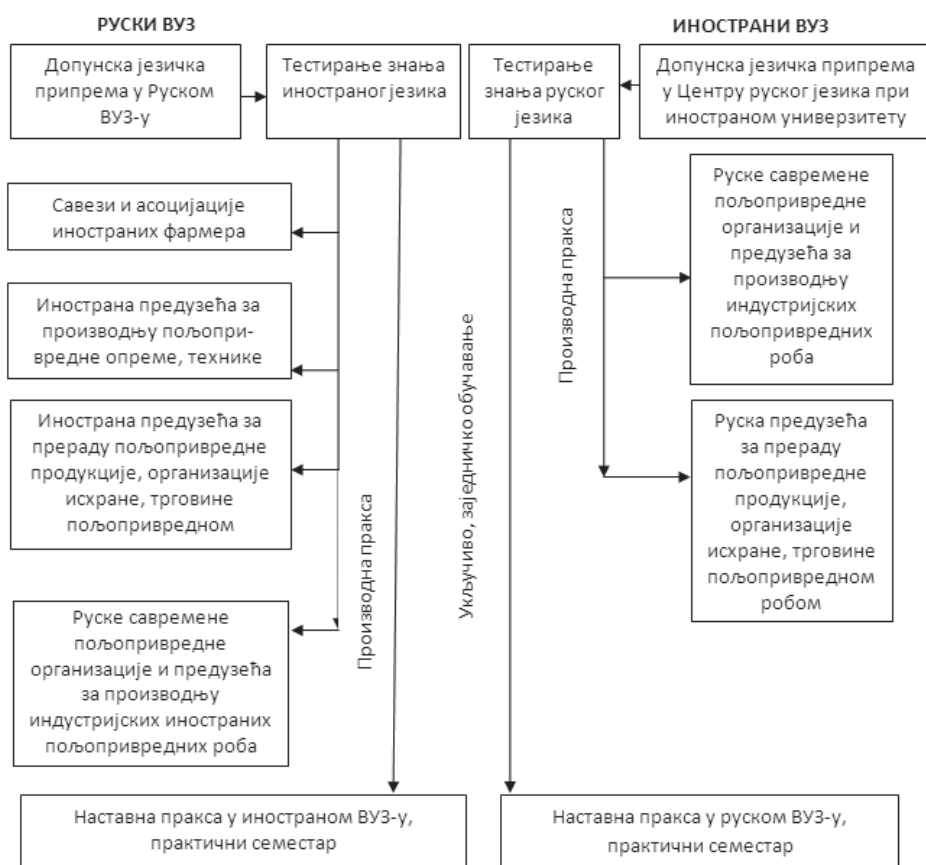 РУСКИ ВУЗ
ИНОСТРАНИ ВУЗ
Допунска језичка
припрема у Руском
ВУЗ-у
Тестирање знања
иностраног језика
Тестирање
знања руског
језика
Допунска језичка припрема
у Центру руског језика при
иностраном универзитету
Савези и асоцијације
иностраних фармера
Инострана предузећа за
производњу пољопри-
вредне опреме, технике
Инострана предузећа за
прераду пољопривредне
продукције, организације
исхране, трговине
пољопривредном
Руске савремене
пољопривредне
организације и предузећа
за производњу
индустријских иностраних
пољопривредних роба
Производна пракса
Укључиво, заједничко обучавање
Производна пракса
Руске савремене
пољопривредне
организације и
предузећа за
производњу
индустријских
пољопривредних
роба
Руска предузећа
за прераду
пољопривредне
продукције,
организације
исхране, трговине
пољопривредном
робом
Наставна пракса у иностраном ВУЗ-у,
практични семестар
Наставна пракса у руском ВУЗ-у,
практични семестар